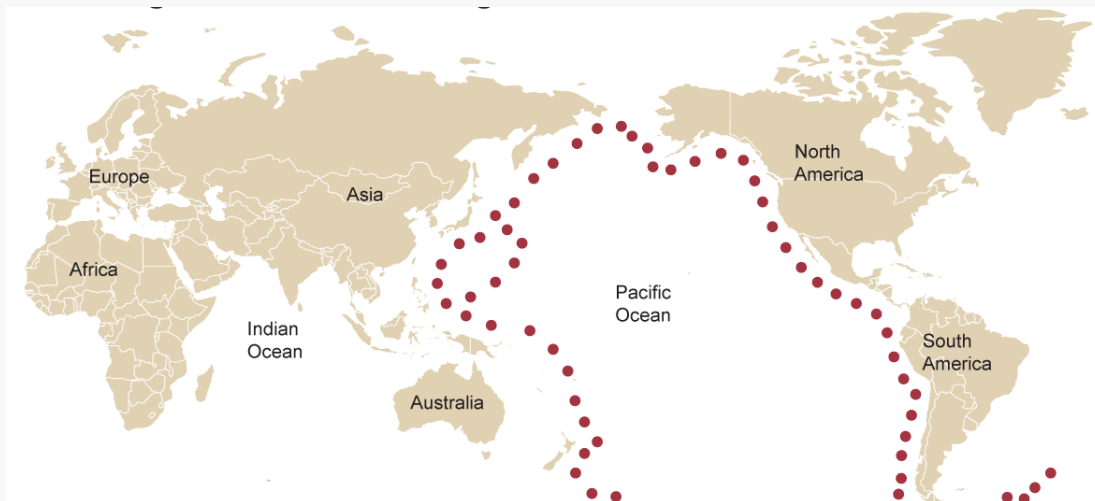 North
America
Europe
Asia
Africa
Pacific
Ocean
Indian
Ocean
South
America
Australia